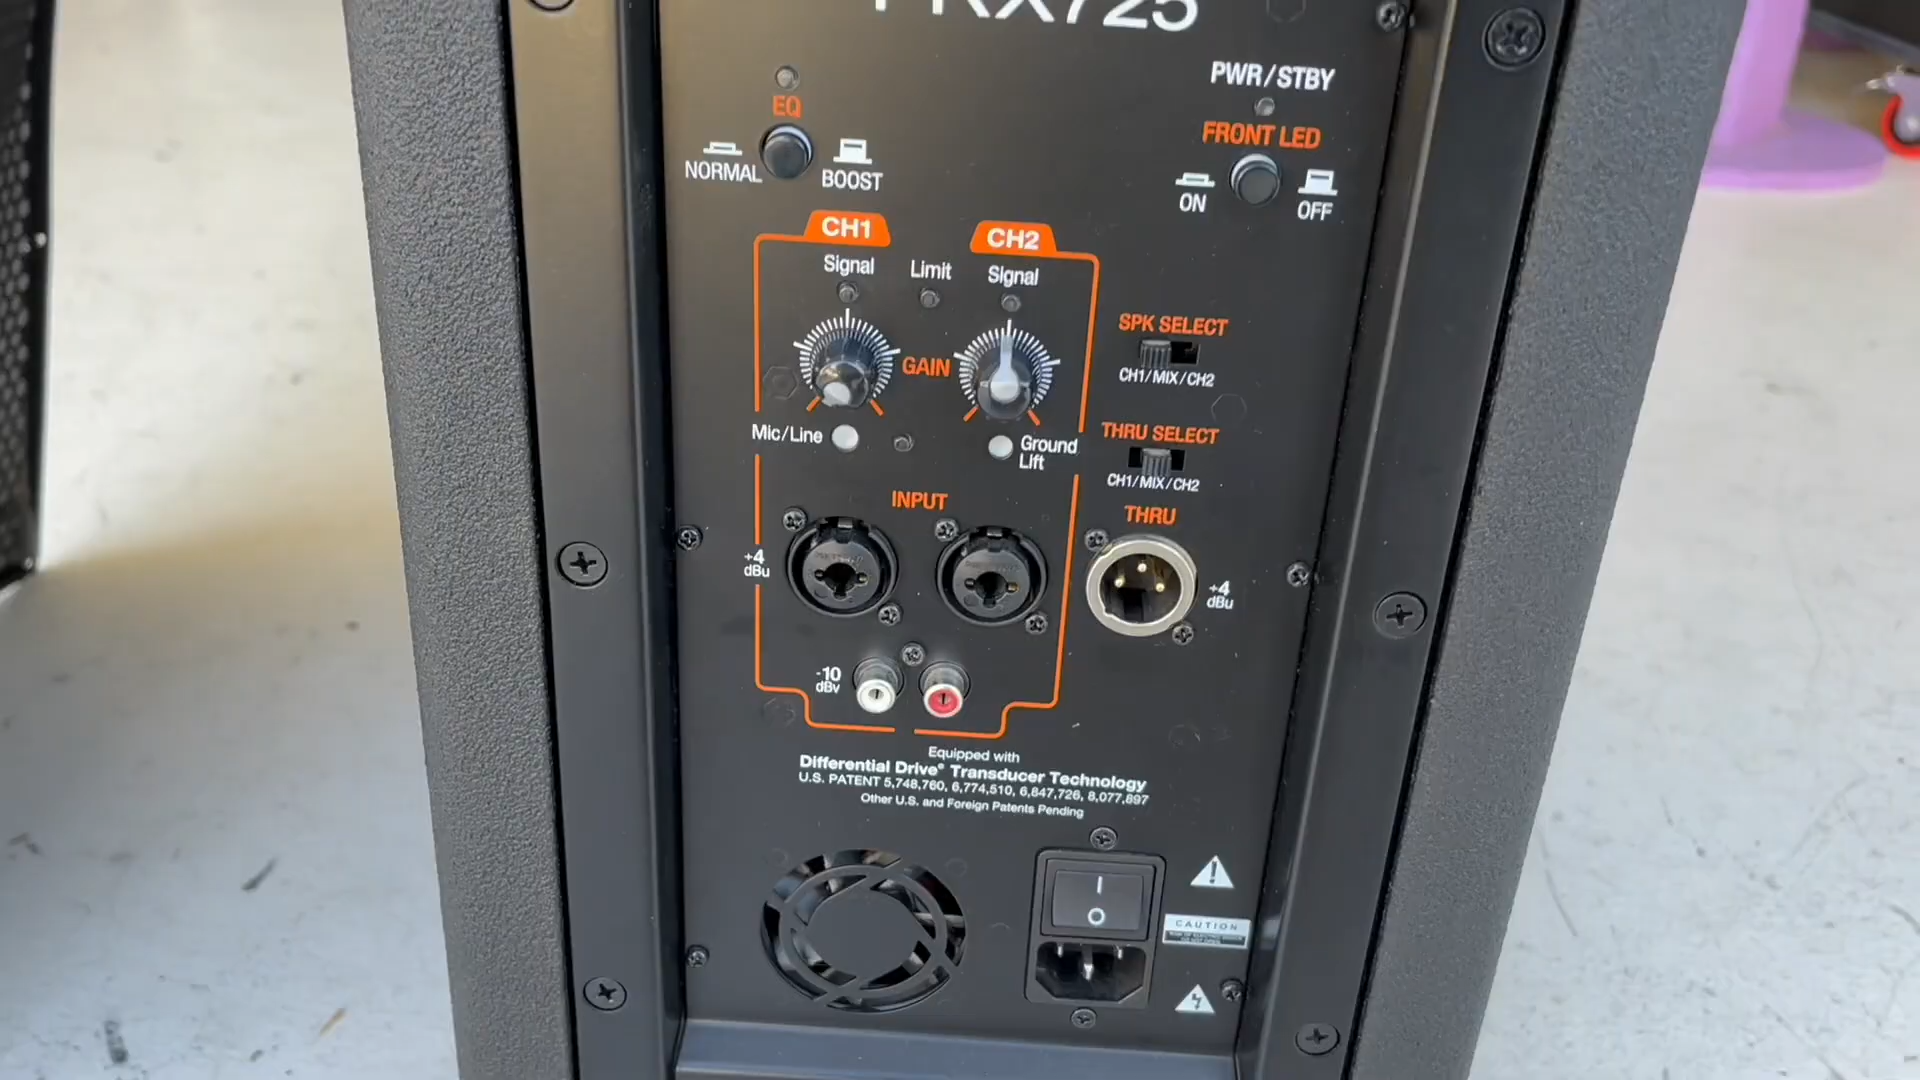 PRX725
PWR/STBY
EQ
FRONT LED
NORMAL
BOOST
ON
OFF
CH1
CH2
Signal
Limit
Signal
SPK SELECT
GAIN
CH1/MIX/CH2
Mic/Line
Ground
Lift
THRU SELECT
CH1/MIX/CH2
INPUT
THRU
+4
dBu
+4
dBu
-10
dBv
Equipped with
Differential Drive® Transducer Technology
U.S. PATENT 5,748,760, 6,774,510, 6,847,726, 8,077,897
Other U.S. and Foreign Patents Pending
CAUTION